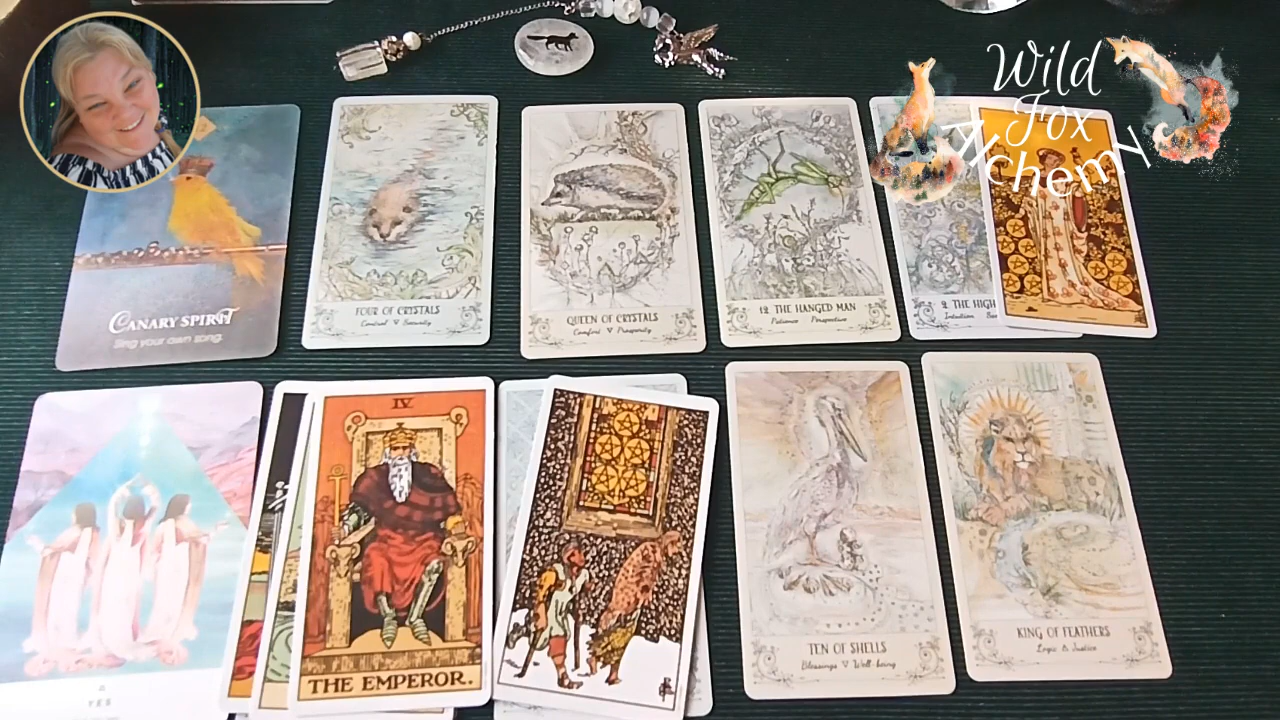 Wild
Fox
Alchemy
CANARY SPIRIT
Sing your own song.
FOUR OF CRYSTALS
Control ♡ Security
QUEEN OF CRYSTALS
Comfort ♡ Prosperity
12 THE HANGED MAN
Patience Perspective
2 THE HIGH
Intuition
IV
THE EMPEROR.
YES
TEN OF SHELLS
Blessings ♡ Well-being
KING OF FEATHERS
Logic & Justice